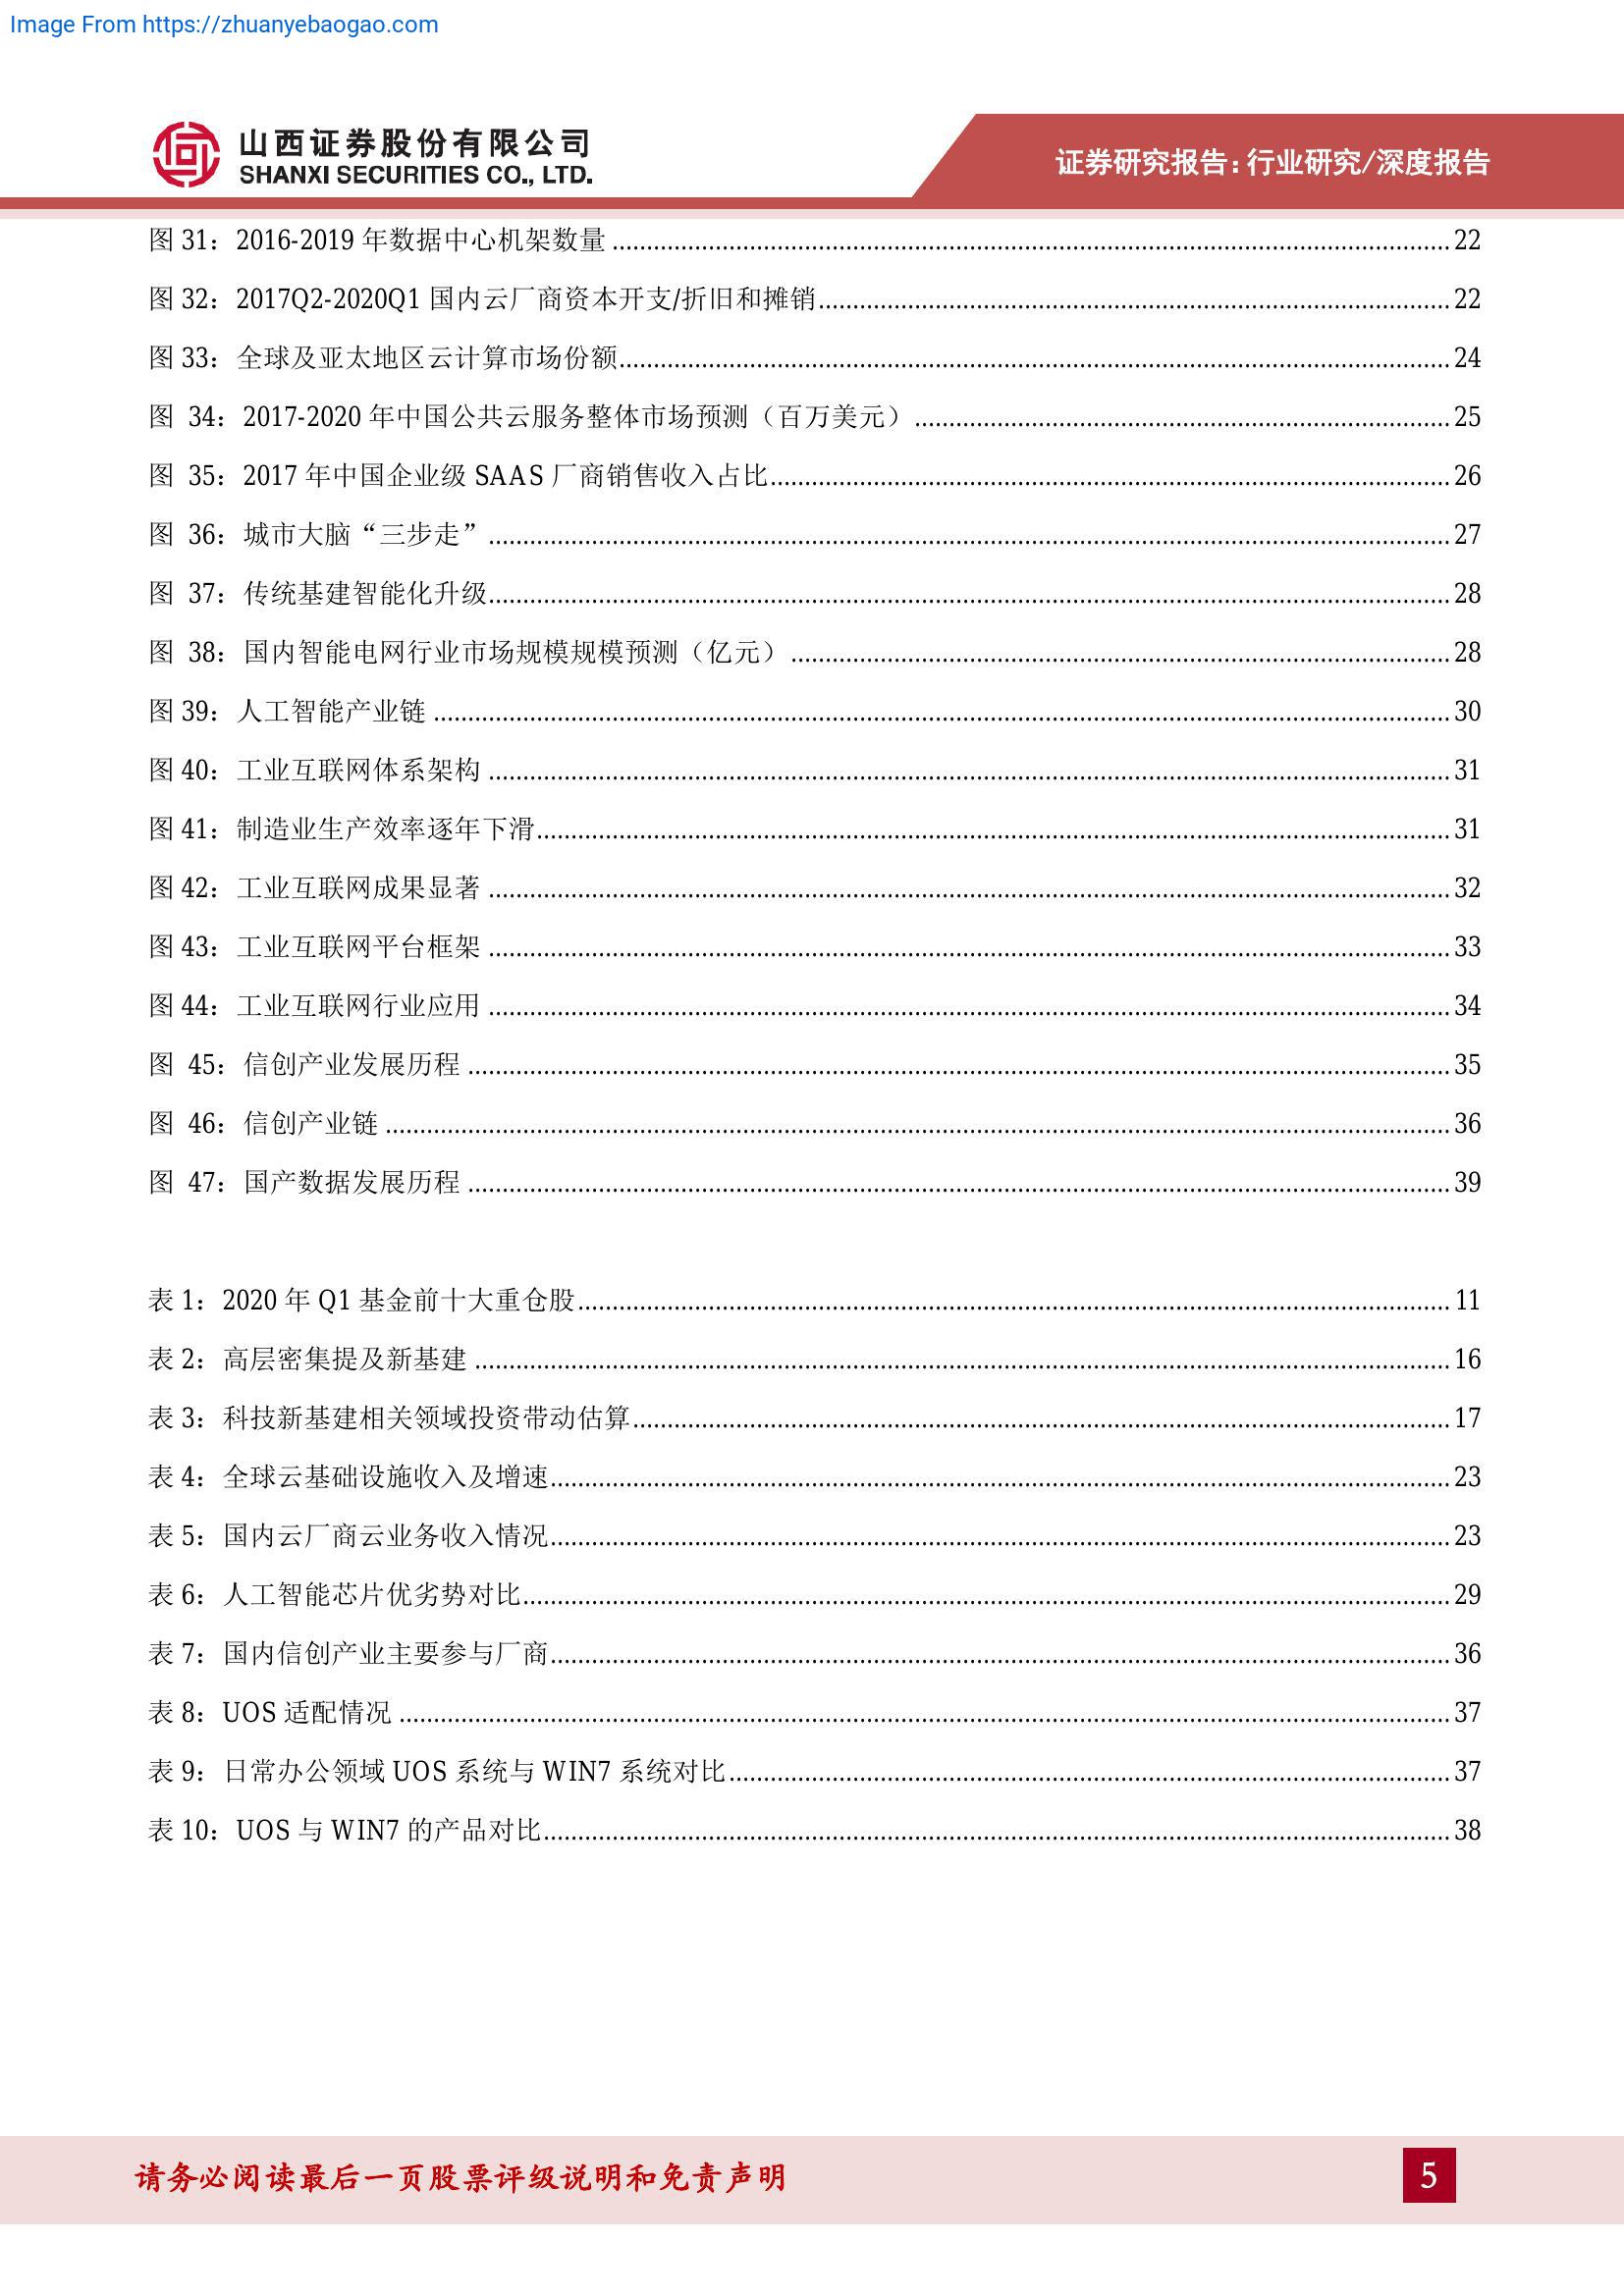 Image From https://zhuanyebaogao.com
山西证券股份有限公司
SHANXI SECURITIES CO., LTD.
证券研究报告:行业研究/深度报告
图 31：2016-2019 年数据中心机架数量 22
图 32：2017Q2-2020Q1 国内云厂商资本开支/折旧和摊销 22
图 33：全球及亚太地区云计算市场份额 24
图 34：2017-2020 年中国公共云服务整体市场预测（百万美元） 25
图 35：2017 年中国企业级 SAAS 厂商销售收入占比 26
图 36：城市大脑“三步走” 27
图 37：传统基建智能化升级 28
图 38：国内智能电网行业市场规模规模预测（亿元） 28
图 39：人工智能产业链 30
图 40：工业互联网体系架构 31
图 41：制造业生产效率逐年下滑 31
图 42：工业互联网成果显著 32
图 43：工业互联网平台框架 33
图 44：工业互联网行业应用 34
图 45：信创产业发展历程 35
图 46：信创产业链 36
图 47：国产数据发展历程 39
表 1：2020 年 Q1 基金前十大重仓股 11
表 2：高层密集提及新基建 16
表 3：科技新基建相关领域投资带动估算 17
表 4：全球云基础设施收入及增速 23
表 5：国内云厂商云业务收入情况 23
表 6：人工智能芯片优劣势对比 29
表 7：国内信创产业主要参与厂商 36
表 8：UOS 适配情况 37
表 9：日常办公领域 UOS 系统与 WIN7 系统对比 37
表 10：UOS 与 WIN7 的产品对比 38
请务必阅读最后一页股票评级说明和免责声明
5